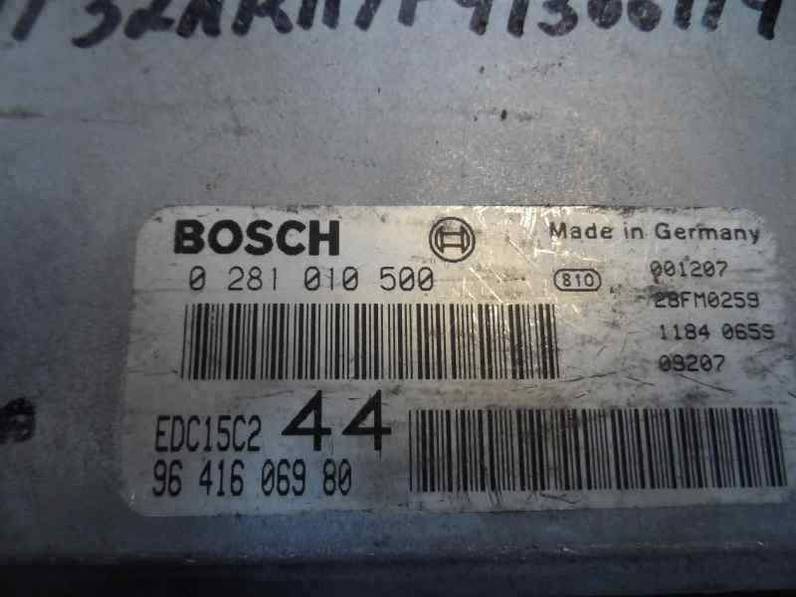 BOSCH
Made in Germany
0 281 010 500
810
001207
28FM0259
1184 0659
09207
EDC15C2 44
96 416 069 80